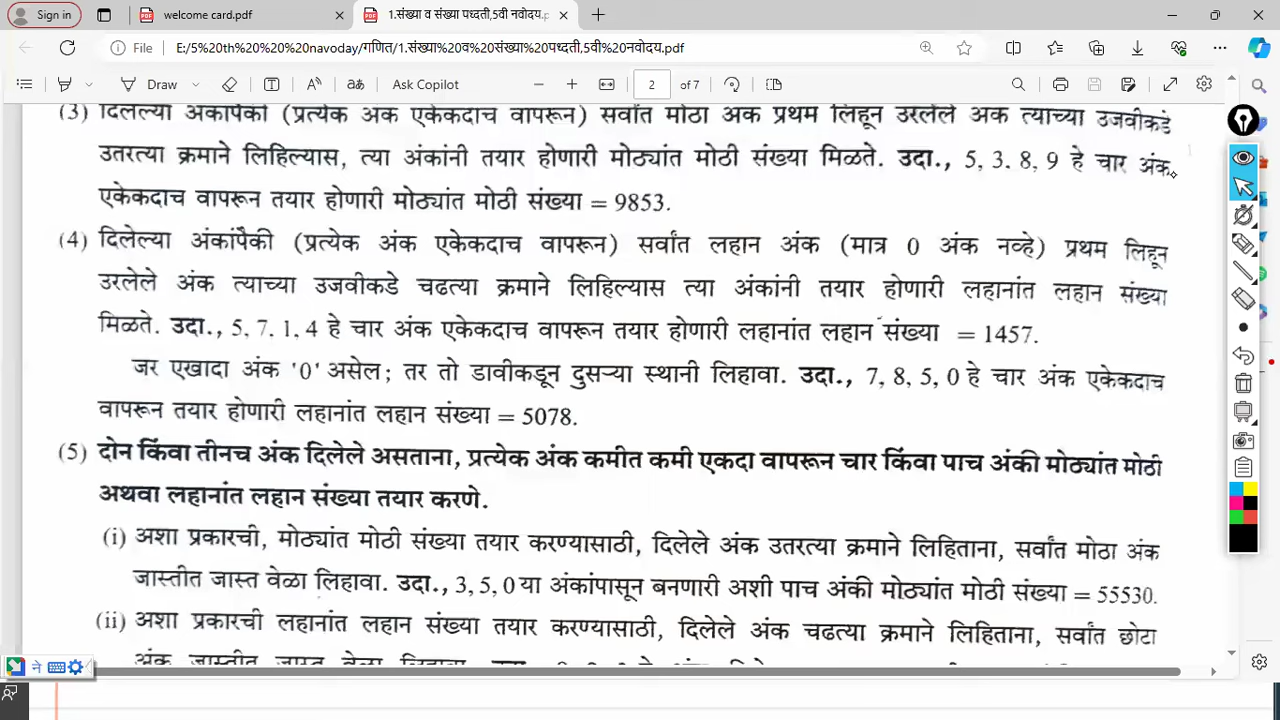 Sign in
welcome card.pdf
1.संख्या व संख्या पध्दती,5वी नवोदय.p
File
E:/5%20th%20%20%20navoday/गणित/1.संख्या%20व%20संख्या%20पध्दती,5वी%20नवोदय.pdf
Draw
Ask Copilot
2
of 7
(3) दिलेल्या अंकांपैकी (प्रत्येक अंक एकेकदाच वापरून) सर्वांत मोठा अंक प्रथम लिहून उरलेले अंक त्याच्या उजवीकडे
उतरत्या क्रमाने लिहिल्यास, त्या अंकांनी तयार होणारी मोठ्यांत मोठी संख्या मिळते. उदा., 5, 3. 8, 9 हे चार अंक
एकेकदाच वापरून तयार होणारी मोठ्यांत मोठी संख्या = 9853.
(4) दिलेल्या अंकांपैकी (प्रत्येक अंक एकेकदाच वापरून) सर्वांत लहान अंक (मात्र 0 अंक नव्हे) प्रथम लिहून
उरलेले अंक त्याच्या उजवीकडे चढत्या क्रमाने लिहिल्यास त्या अंकांनी तयार होणारी लहानांत लहान संख्या
मिळते. उदा., 5, 7. 1, 4 हे चार अंक एकेकदाच वापरून तयार होणारी लहानांत लहान संख्या = 1457.
जर एखादा अंक '0' असेल; तर तो डावीकडून दुसऱ्या स्थानी लिहावा. उदा., 7, 8, 5, 0 हे चार अंक एकेकदाच
वापरून तयार होणारी लहानांत लहान संख्या = 5078.
(5) दोन किंवा तीनच अंक दिलेले असताना, प्रत्येक अंक कमीत कमी एकदा वापरून चार किंवा पाच अंकी मोठ्यांत मोठी
अथवा लहानांत लहान संख्या तयार करणे.
(i) अशा प्रकारची, मोठ्यांत मोठी संख्या तयार करण्यासाठी, दिलेले अंक उतरत्या क्रमाने लिहिताना, सर्वांत मोठा अंक
जास्तीत जास्त वेळा लिहावा. उदा., 3, 5, 0 या अंकांपासून बनणारी अशी पाच अंकी मोठ्यांत मोठी संख्या = 55530.
(ii) अशा प्रकारची लहानांत लहान संख्या तयार करण्यासाठी, दिलेले अंक चढत्या क्रमाने लिहिताना, सर्वांत छोटा
अंक जास्तीत जास्त वेळा लिहावा.
ने